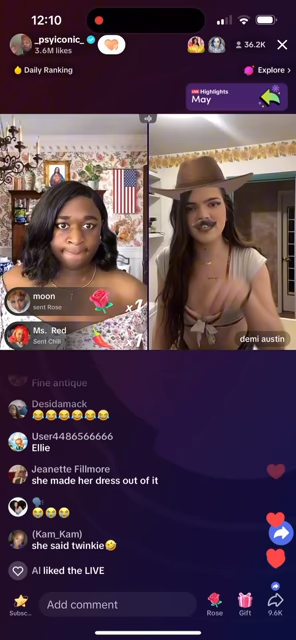 12:10
_psyiconic_
3.6M likes
36.2K
Daily Ranking
Explore >
Highlights
May
moon
sent Rose
x2
Ms. Red
Sent Chili
demi austin
Fine antique
Desidamack
😂😂😂😂😂😂
User4486566666
Ellie
Jeanette Fillmore
she made her dress out of it
🗣
😭😭😭
(Kam_Kam)
she said twinkie🤣
Al liked the LIVE
Subsc...
Add comment
Rose
Gift
9.6K